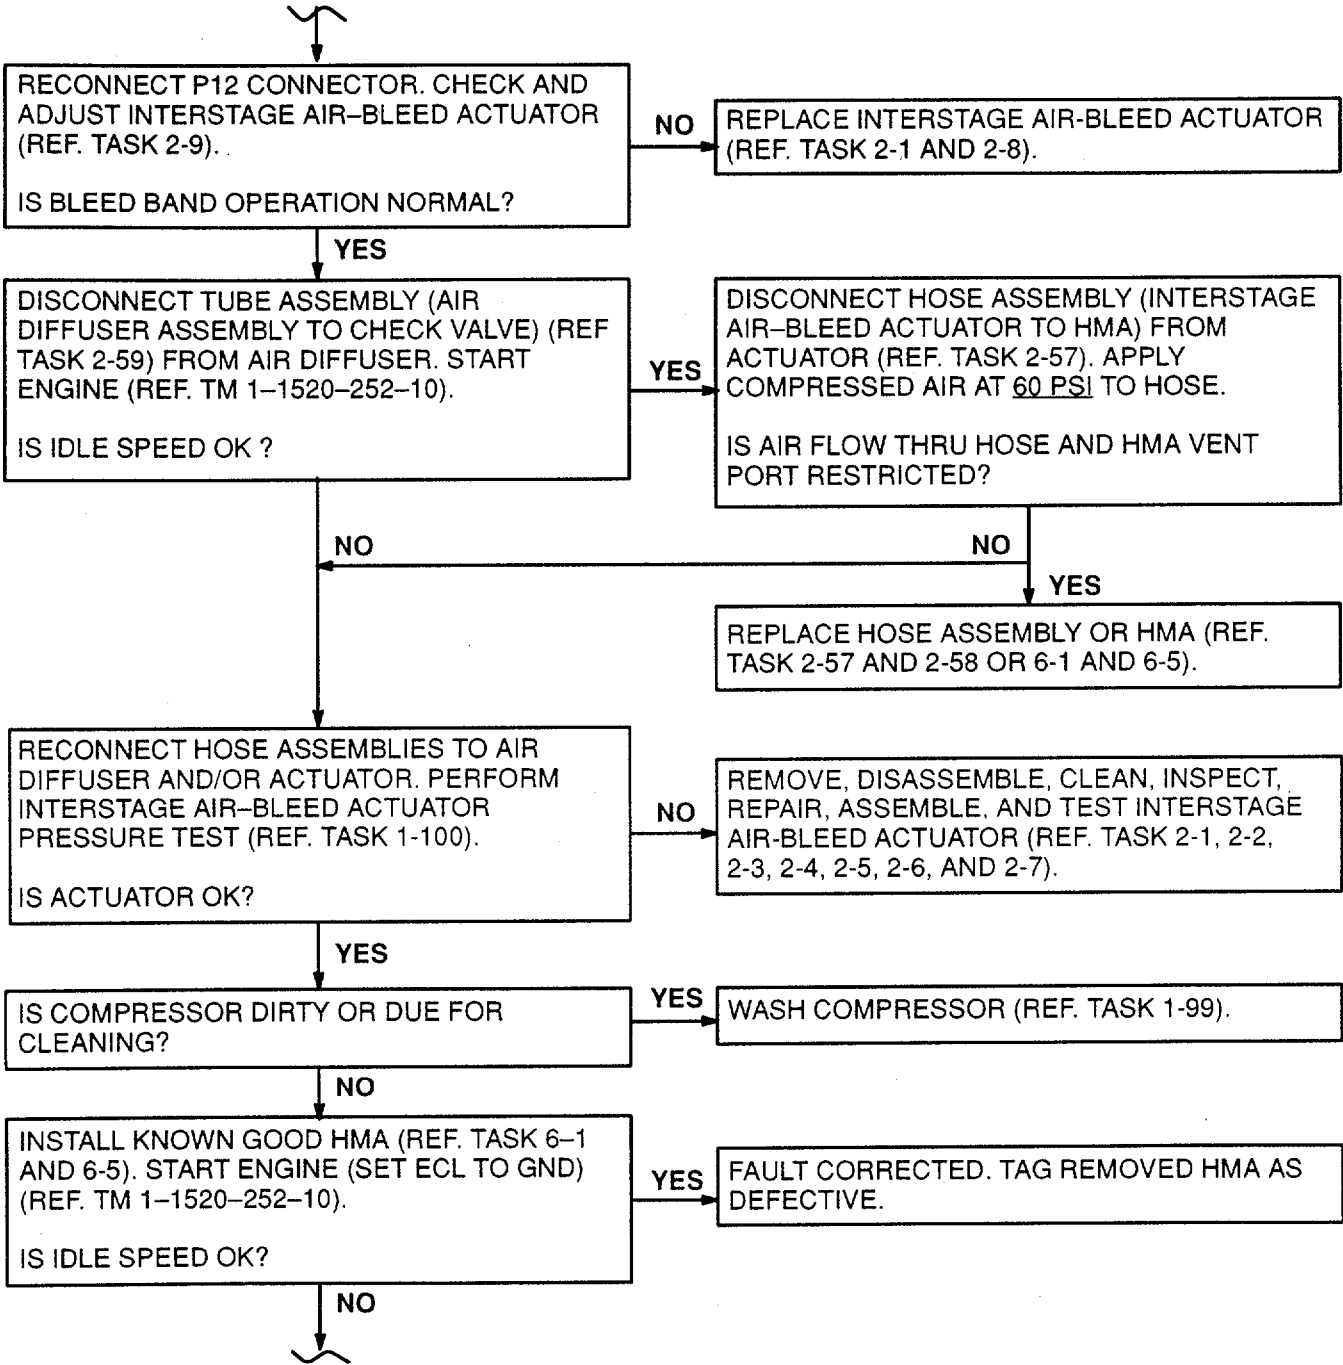 RECONNECT P12 CONNECTOR. CHECK AND
ADJUST INTERSTAGE AIR–BLEED ACTUATOR
(REF. TASK 2-9).
IS BLEED BAND OPERATION NORMAL?
NO
REPLACE INTERSTAGE AIR-BLEED ACTUATOR
(REF. TASK 2-1 AND 2-8).
YES
DISCONNECT TUBE ASSEMBLY (AIR
DIFFUSER ASSEMBLY TO CHECK VALVE) (REF
TASK 2-59) FROM AIR DIFFUSER. START
ENGINE (REF. TM 1–1520–252–10).
IS IDLE SPEED OK ?
YES
DISCONNECT HOSE ASSEMBLY (INTERSTAGE
AIR–BLEED ACTUATOR TO HMA) FROM
ACTUATOR (REF. TASK 2-57). APPLY
COMPRESSED AIR AT 60 PSI TO HOSE.
IS AIR FLOW THRU HOSE AND HMA VENT
PORT RESTRICTED?
NO
NO
YES
REPLACE HOSE ASSEMBLY OR HMA (REF.
TASK 2-57 AND 2-58 OR 6-1 AND 6-5).
RECONNECT HOSE ASSEMBLIES TO AIR
DIFFUSER AND/OR ACTUATOR. PERFORM
INTERSTAGE AIR–BLEED ACTUATOR
PRESSURE TEST (REF. TASK 1-100).
IS ACTUATOR OK?
NO
REMOVE, DISASSEMBLE, CLEAN, INSPECT,
REPAIR, ASSEMBLE, AND TEST INTERSTAGE
AIR-BLEED ACTUATOR (REF. TASK 2-1, 2-2,
2-3, 2-4, 2-5, 2-6, AND 2-7).
YES
IS COMPRESSOR DIRTY OR DUE FOR
CLEANING?
YES
WASH COMPRESSOR (REF. TASK 1-99).
NO
INSTALL KNOWN GOOD HMA (REF. TASK 6–1
AND 6-5). START ENGINE (SET ECL TO GND)
(REF. TM 1–1520–252–10).
IS IDLE SPEED OK?
YES
FAULT CORRECTED. TAG REMOVED HMA AS
DEFECTIVE.
NO